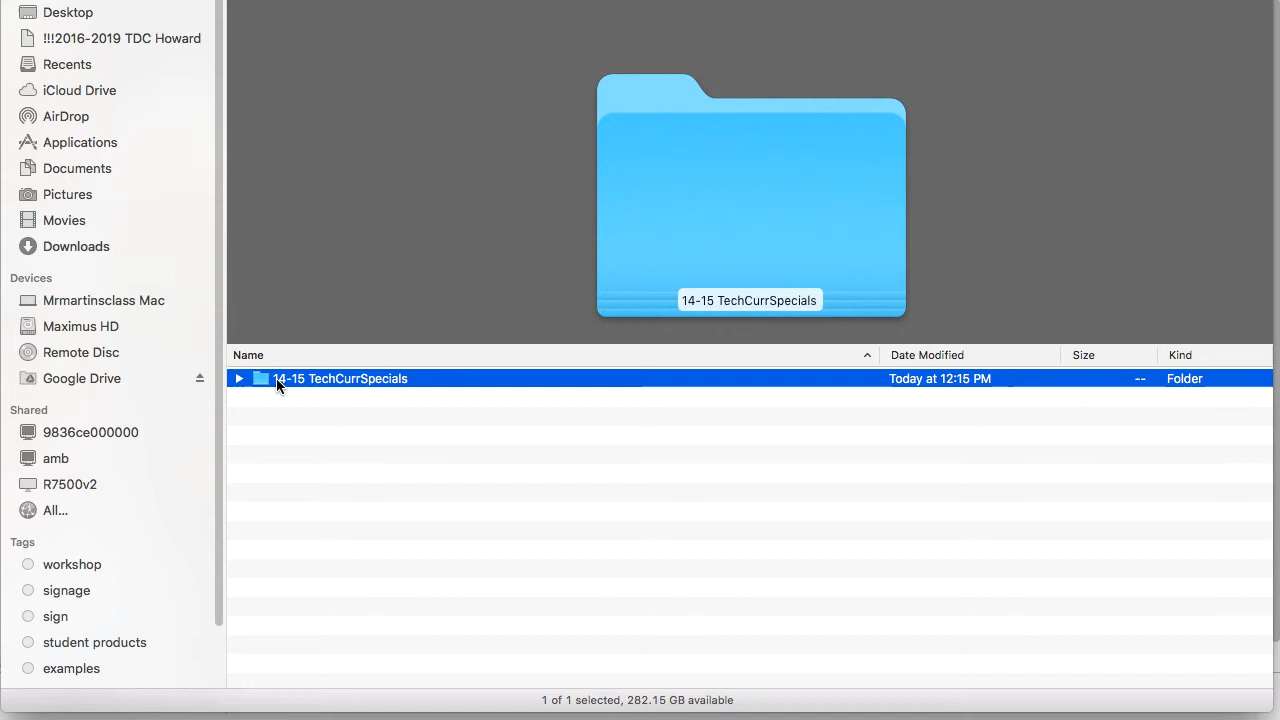 Desktop
!!!2016-2019 TDC Howard
Recents
iCloud Drive
AirDrop
Applications
Documents
Pictures
Movies
Downloads
Devices
Mrmartinsclass Mac
Maximus HD
Remote Disc
Google Drive
Shared
9836ce000000
amb
R7500v2
All...
Tags
workshop
signage
sign
student products
examples
14-15 TechCurrSpecials
Name Date Modified Size Kind
14-15 TechCurrSpecials Today at 12:15 PM -- Folder
1 of 1 selected, 282.15 GB available